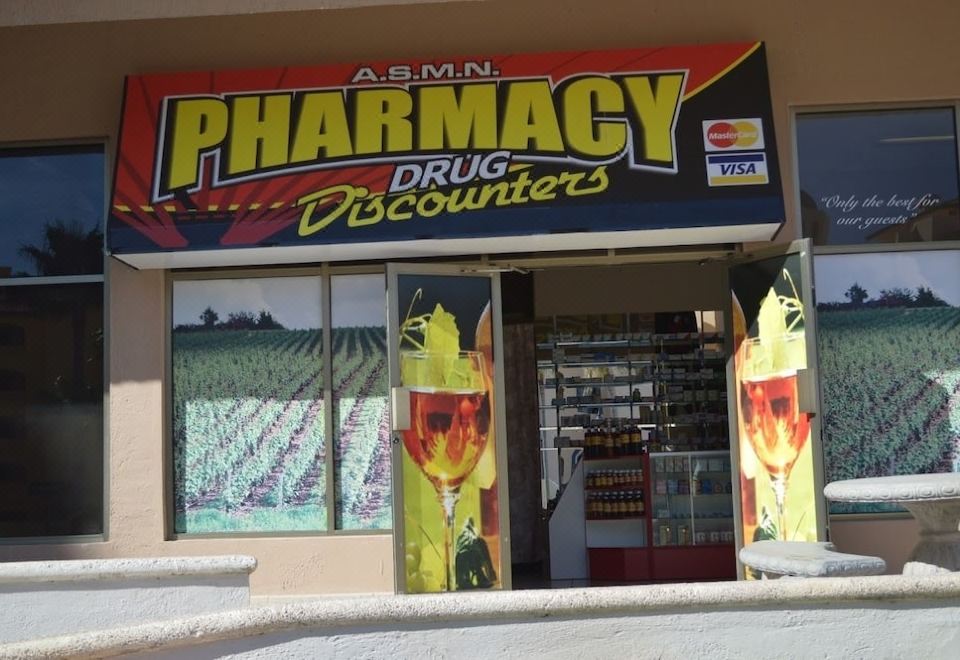 A.S.M.N.
PHARMACY
MasterCard
VISA
DRUG
Discounters
"Only the best for
our guests"